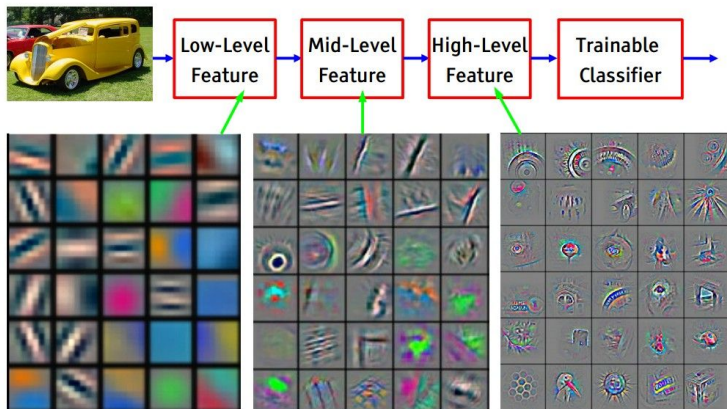 Low-Level
Feature
Mid-Level
Feature
High-Level
Feature
Trainable
Classifier